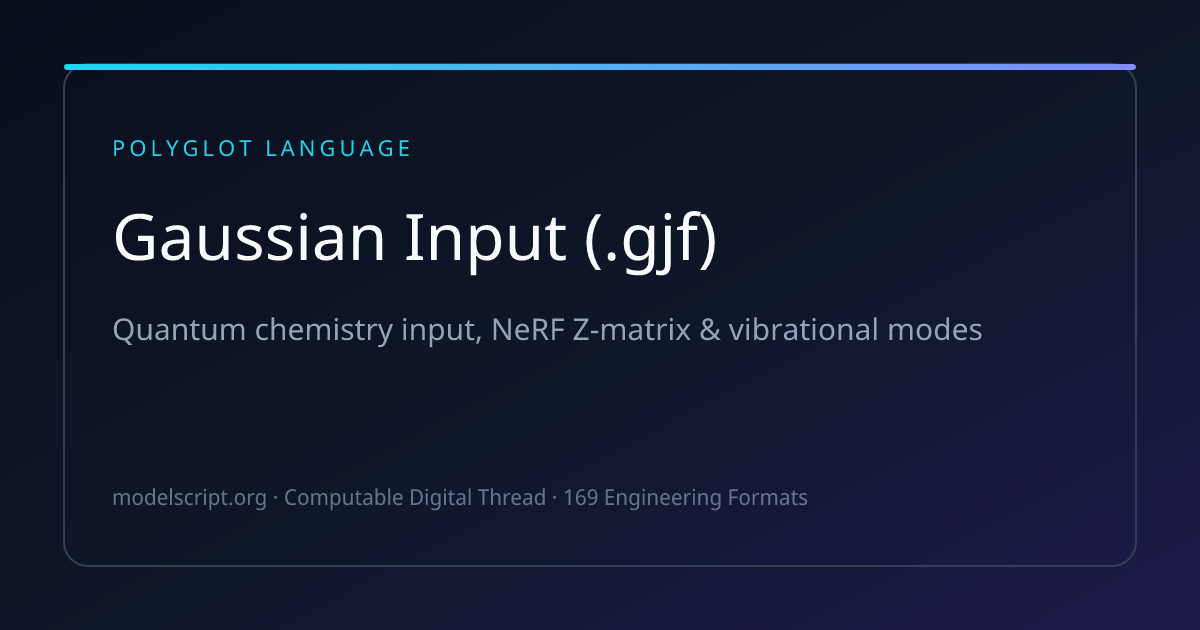 POLYGLOT LANGUAGE
Gaussian Input (.gjf)
Quantum chemistry input, NeRF Z-matrix & vibrational modes
modelscript.org · Computable Digital Thread · 169 Engineering Formats